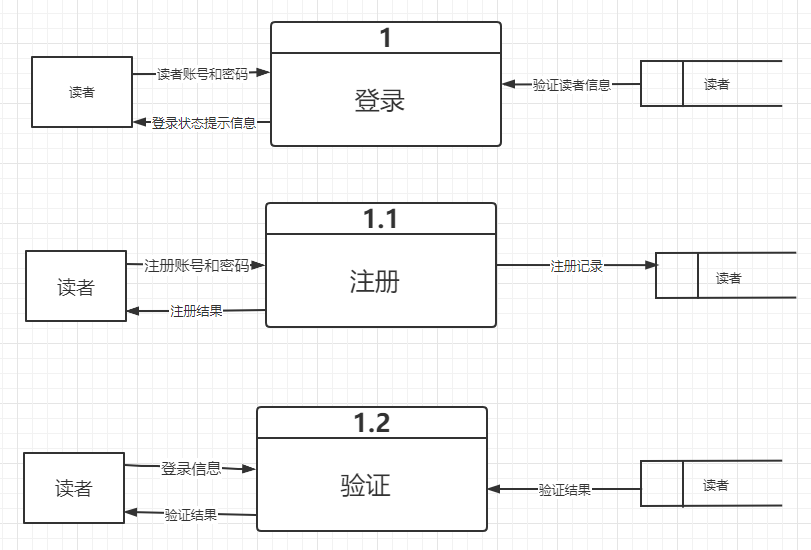 1
读者
读者账号和密码
登录状态提示信息
登录
验证读者信息
读者
1.1
读者
注册账号和密码
注册结果
注册
注册记录
读者
1.2
读者
登录信息
验证结果
验证
验证结果
读者